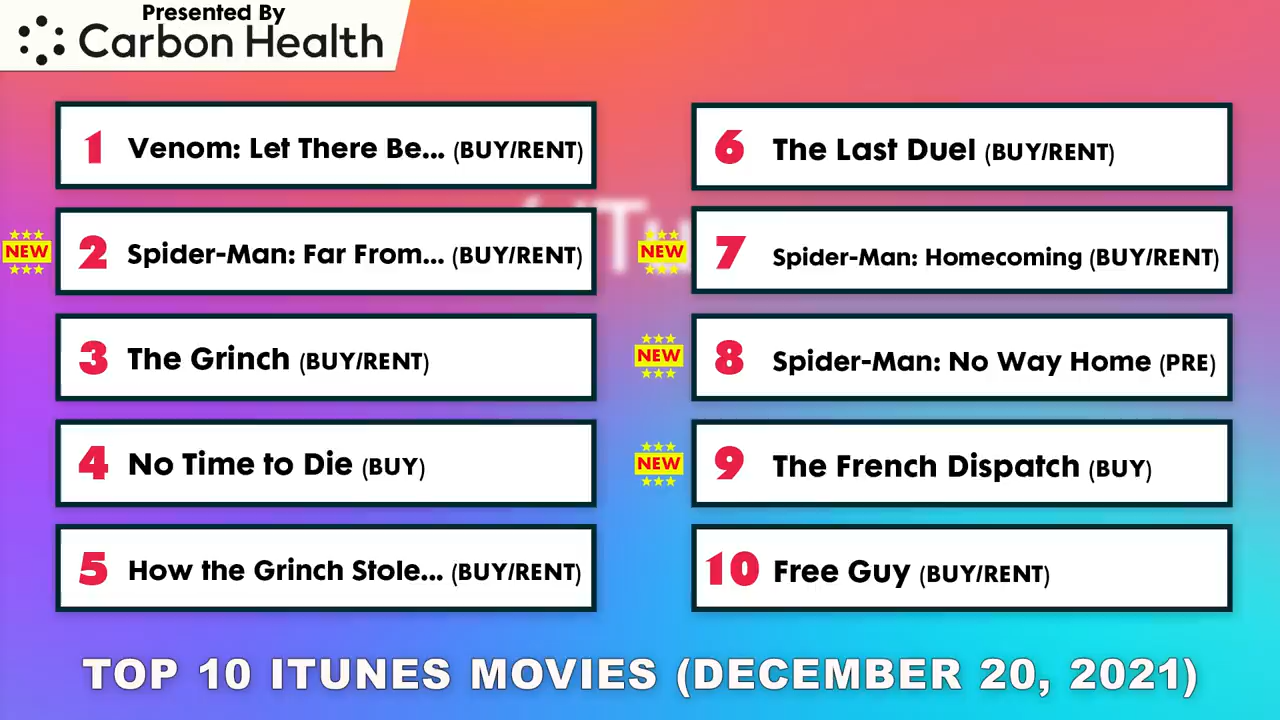 Presented By
Carbon Health
1 Venom: Let There Be... (BUY/RENT)
NEW
2 Spider-Man: Far From... (BUY/RENT)
3 The Grinch (BUY/RENT)
4 No Time to Die (BUY)
5 How the Grinch Stole... (BUY/RENT)
6 The Last Duel (BUY/RENT)
NEW
7 Spider-Man: Homecoming (BUY/RENT)
NEW
8 Spider-Man: No Way Home (PRE)
NEW
9 The French Dispatch (BUY)
10 Free Guy (BUY/RENT)
TOP 10 ITUNES MOVIES (DECEMBER 20, 2021)